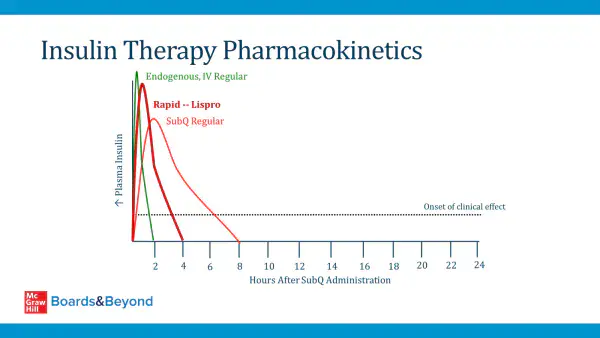 Insulin Therapy Pharmacokinetics
Endogenous, IV Regular
Rapid -- Lispro
SubQ Regular
↑ Plasma Insulin
Onset of clinical effect
2 4 6 8 10 12 14 16 18 20 22 24
Hours After SubQ Administration
Mc
Graw
Hill
Boards&Beyond